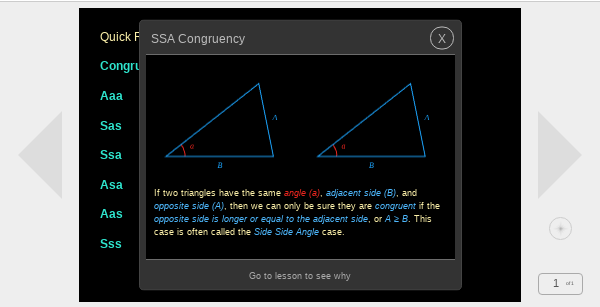 Quick
SSA Congruency
X
Congru
Aaa
Sas
Ssa
Asa
Aas
Sss
A
A
a
a
B
B
If two triangles have the same angle (a), adjacent side (B), and
opposite side (A), then we can only be sure they are congruent if the
opposite side is longer or equal to the adjacent side, or A ≥ B. This
case is often called the Side Side Angle case.
Go to lesson to see why
1 of 1